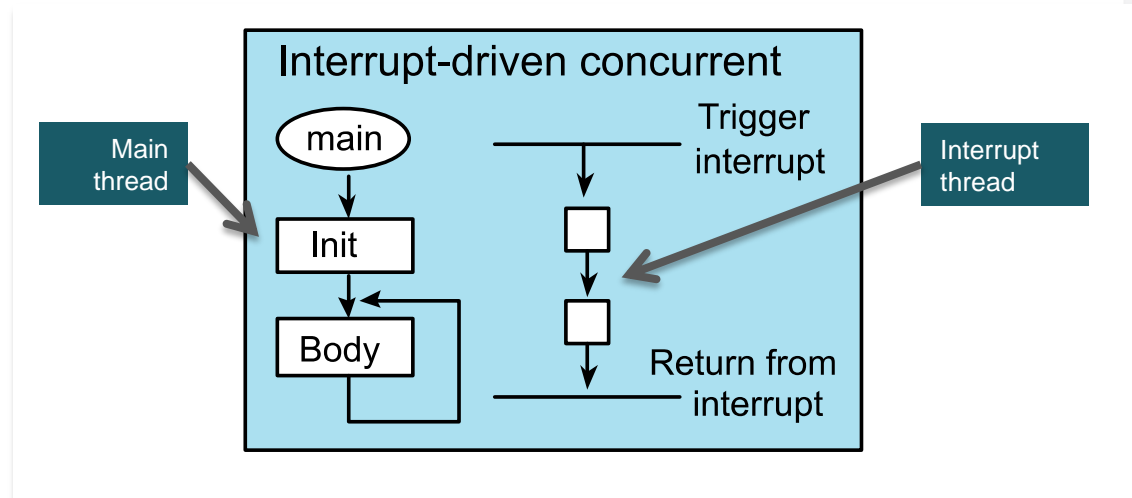 Interrupt-driven concurrent
Main
thread
main
Init
Body
Trigger
interrupt
Return from
interrupt
Interrupt
thread